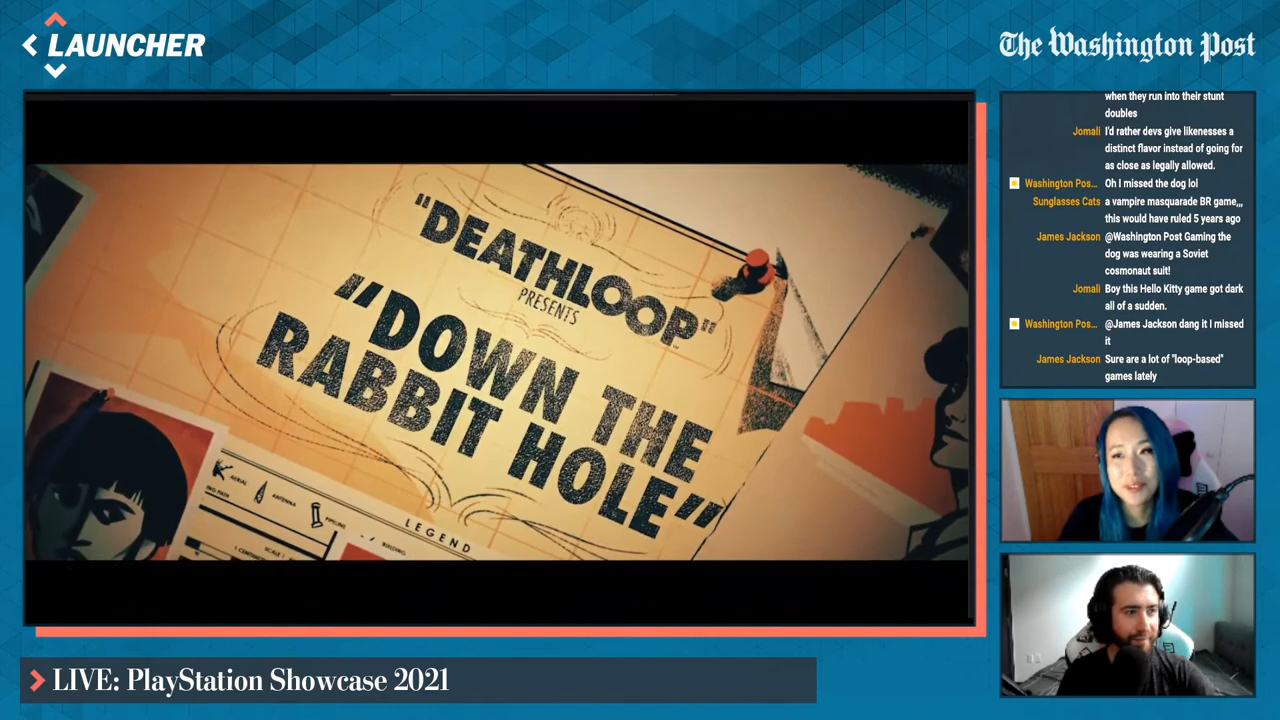 LAUNCHER
The Washington Post
"DEATHLOOP"
PRESENTS
"DOWN THE
RABBIT HOLE"
AERIAL
ANTENNA
PIPELINE
LEGEND
when they run into their stunt
doubles
Jomali I'd rather devs give likenesses a
distinct flavor instead of going for
as close as legally allowed.
Washington Pos... Oh I missed the dog lol
Sunglasses Cats a vampire masquarade BR game,,,
this would have ruled 5 years ago
James Jackson @Washington Post Gaming the
dog was wearing a Soviet
cosmonaut suit!
Jomali Boy this Hello Kitty game got dark
all of a sudden.
Washington Pos... @James Jackson dang it I missed
it
James Jackson Sure are a lot of "loop-based"
games lately
LIVE: PlayStation Showcase 2021